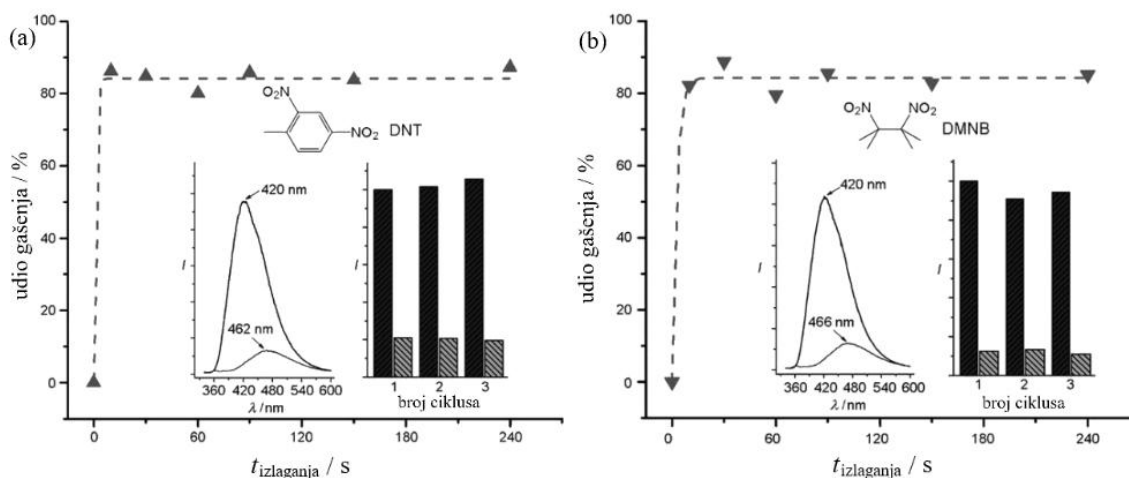 (a)
100
80
60
40
20
0
udio gašenja / %
O₂N
NO₂ DNT
420 nm
462 nm
I
360 420 480 540 600
λ /nm
I
1 2 3
broj ciklusa
0 60 120 180 240
t izlaganja / s
(b)
100
80
60
40
20
0
udio gašenja / %
O₂N NO₂
DMNB
420 nm
466 nm
I
360 420 480 540 600
λ /nm
I
1 2 3
broj ciklusa
0 60 120 180 240
t izlaganja / s